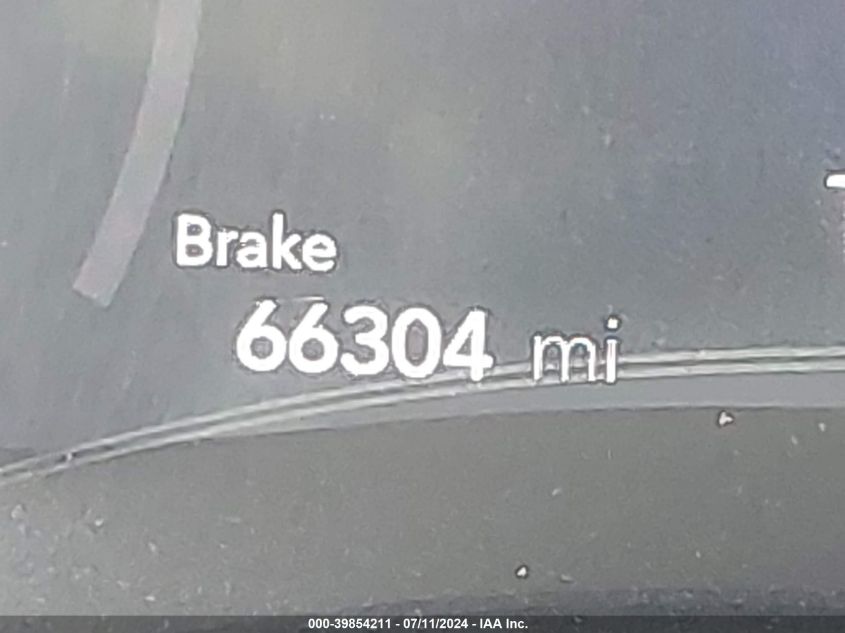 Brake
66304 mi
000-39854211 - 07/11/2024 - IAA Inc.